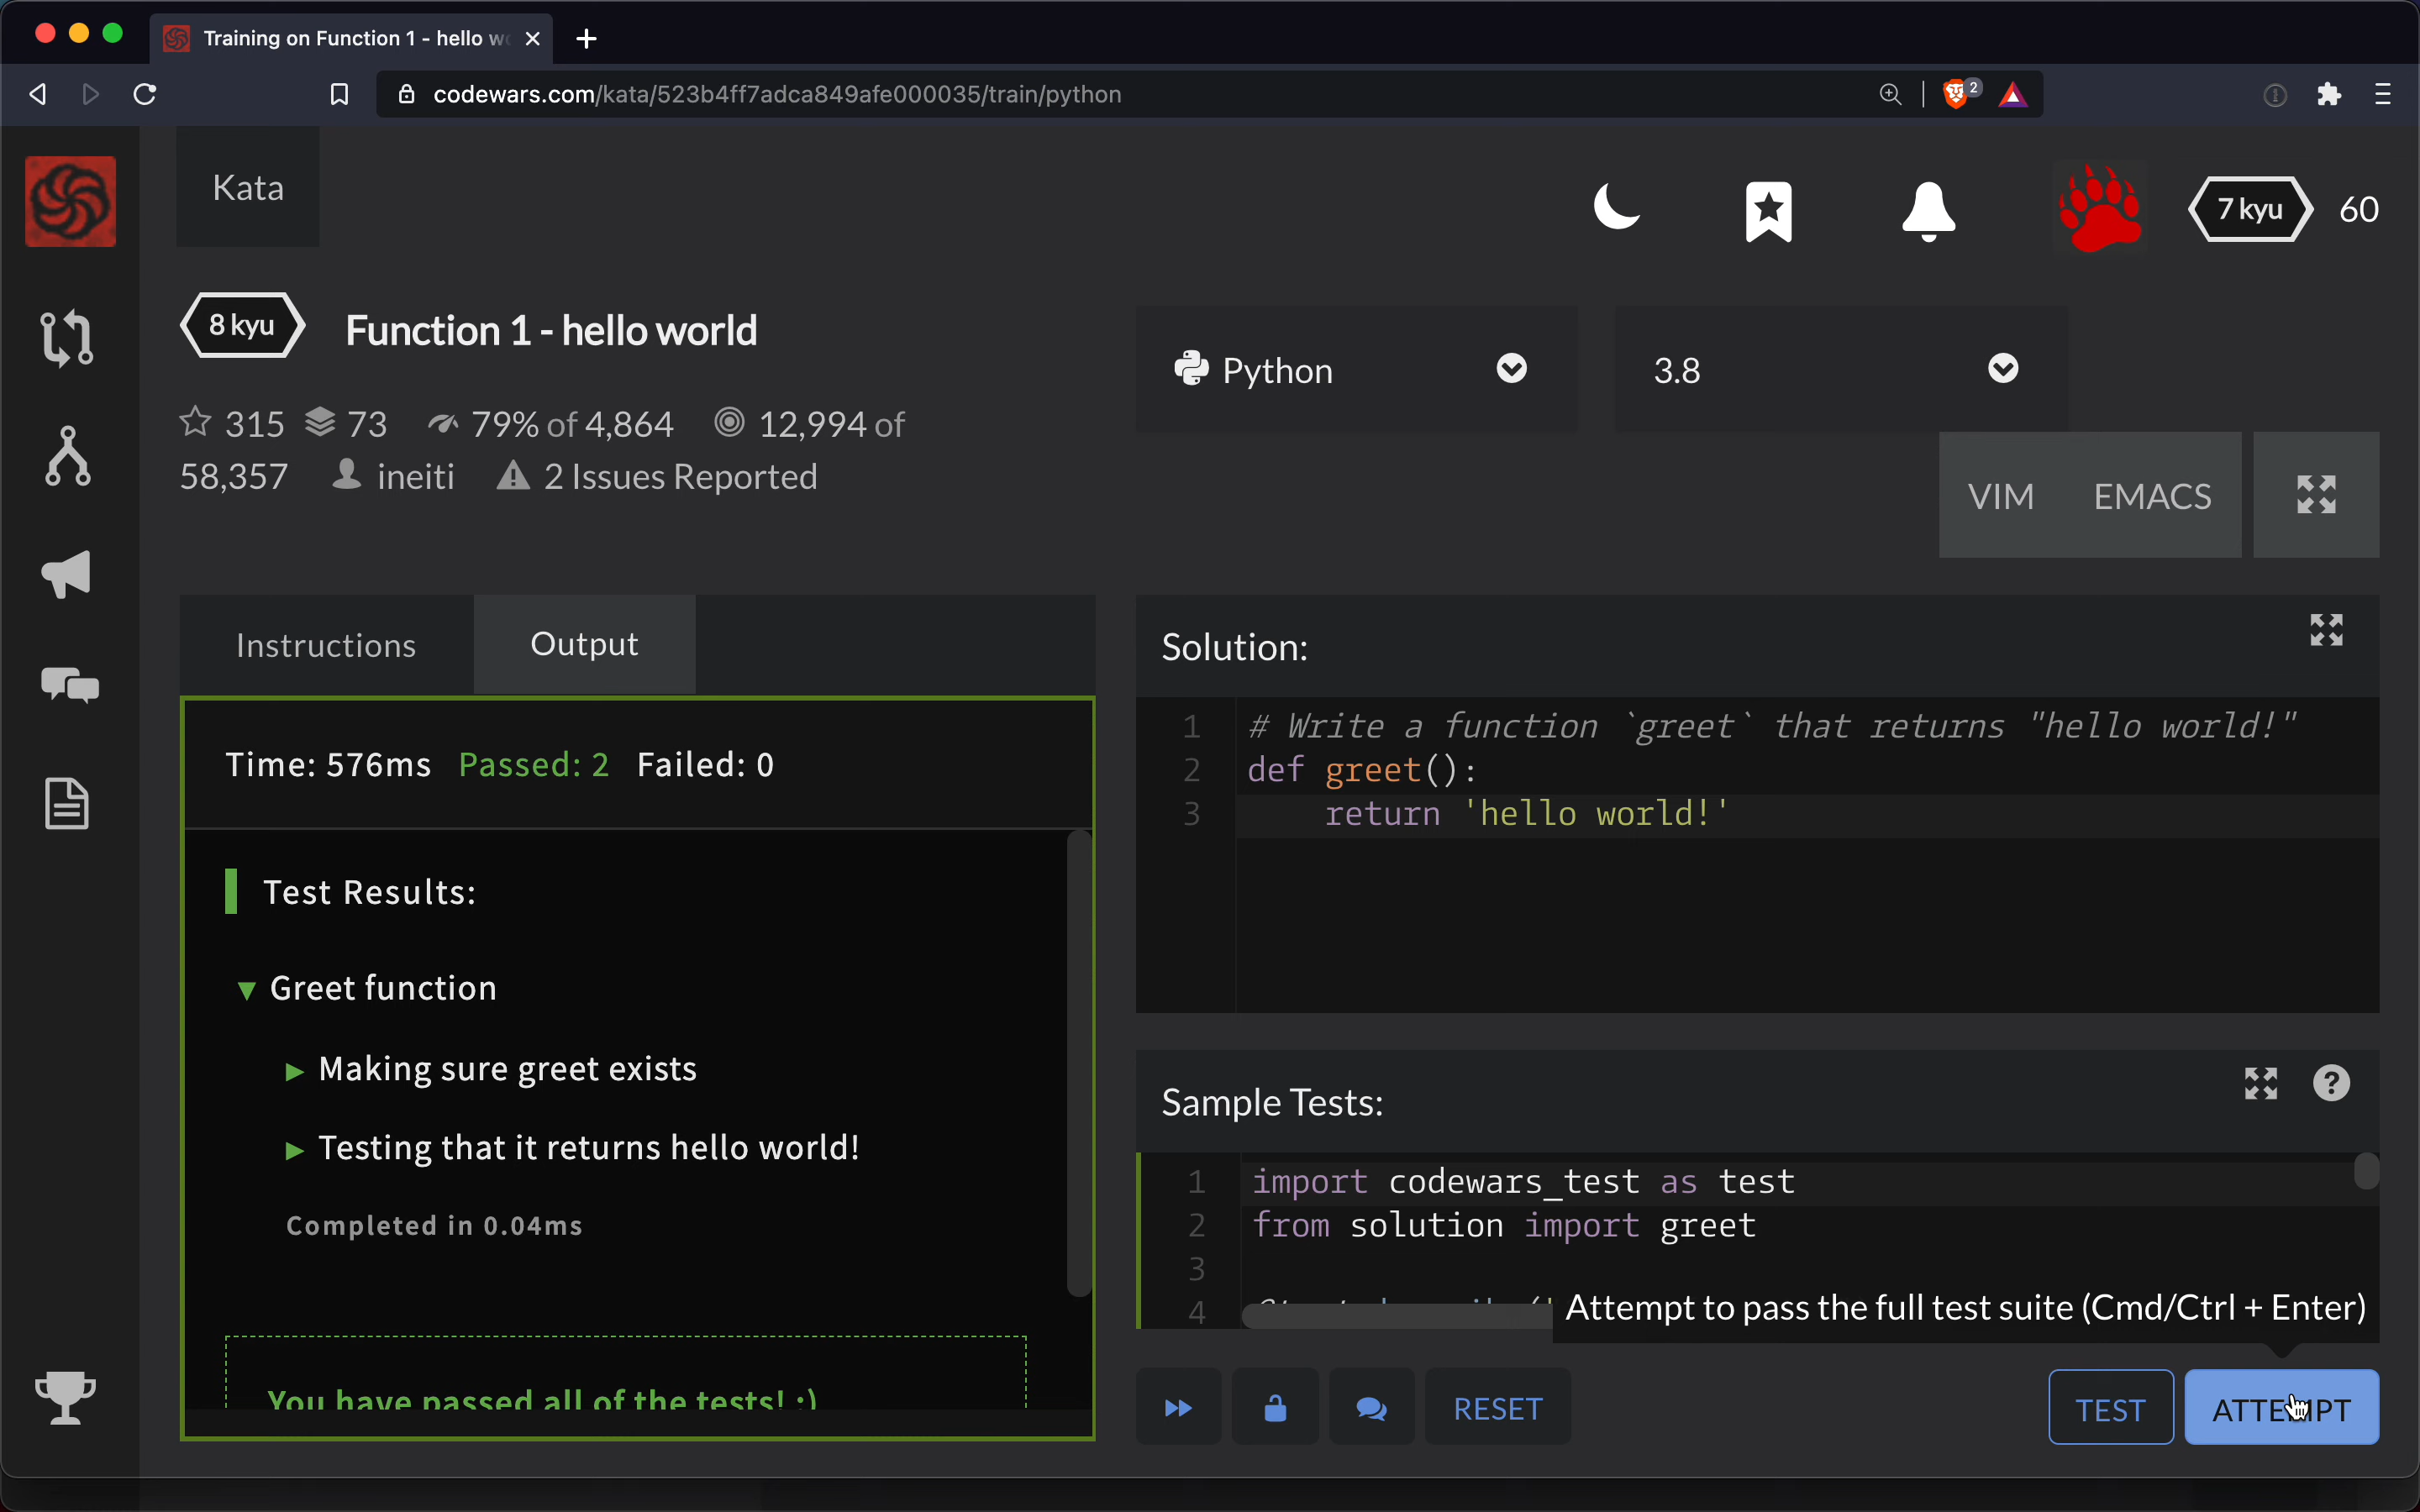 Training on Function 1 - hello w
codewars.com/kata/523b4ff7adca849afe000035/train/python
2
Kata
7 kyu
60
8 kyu
Function 1 - hello world
315 73 79% of 4,864 12,994 of
58,357 ineiti 2 Issues Reported
Python
3.8
VIM
EMACS
Instructions
Output
Time: 576ms Passed: 2 Failed: 0
Test Results:
Greet function
Making sure greet exists
Testing that it returns hello world!
Completed in 0.04ms
You have passed all of the tests! :)
Solution:
1 # Write a function `greet` that returns "hello world!"
2 def greet():
3 return 'hello world!'
Sample Tests:
?
1 import codewars_test as test
2 from solution import greet
3
4
Attempt to pass the full test suite (Cmd/Ctrl + Enter)
RESET
TEST
ATTEMPT